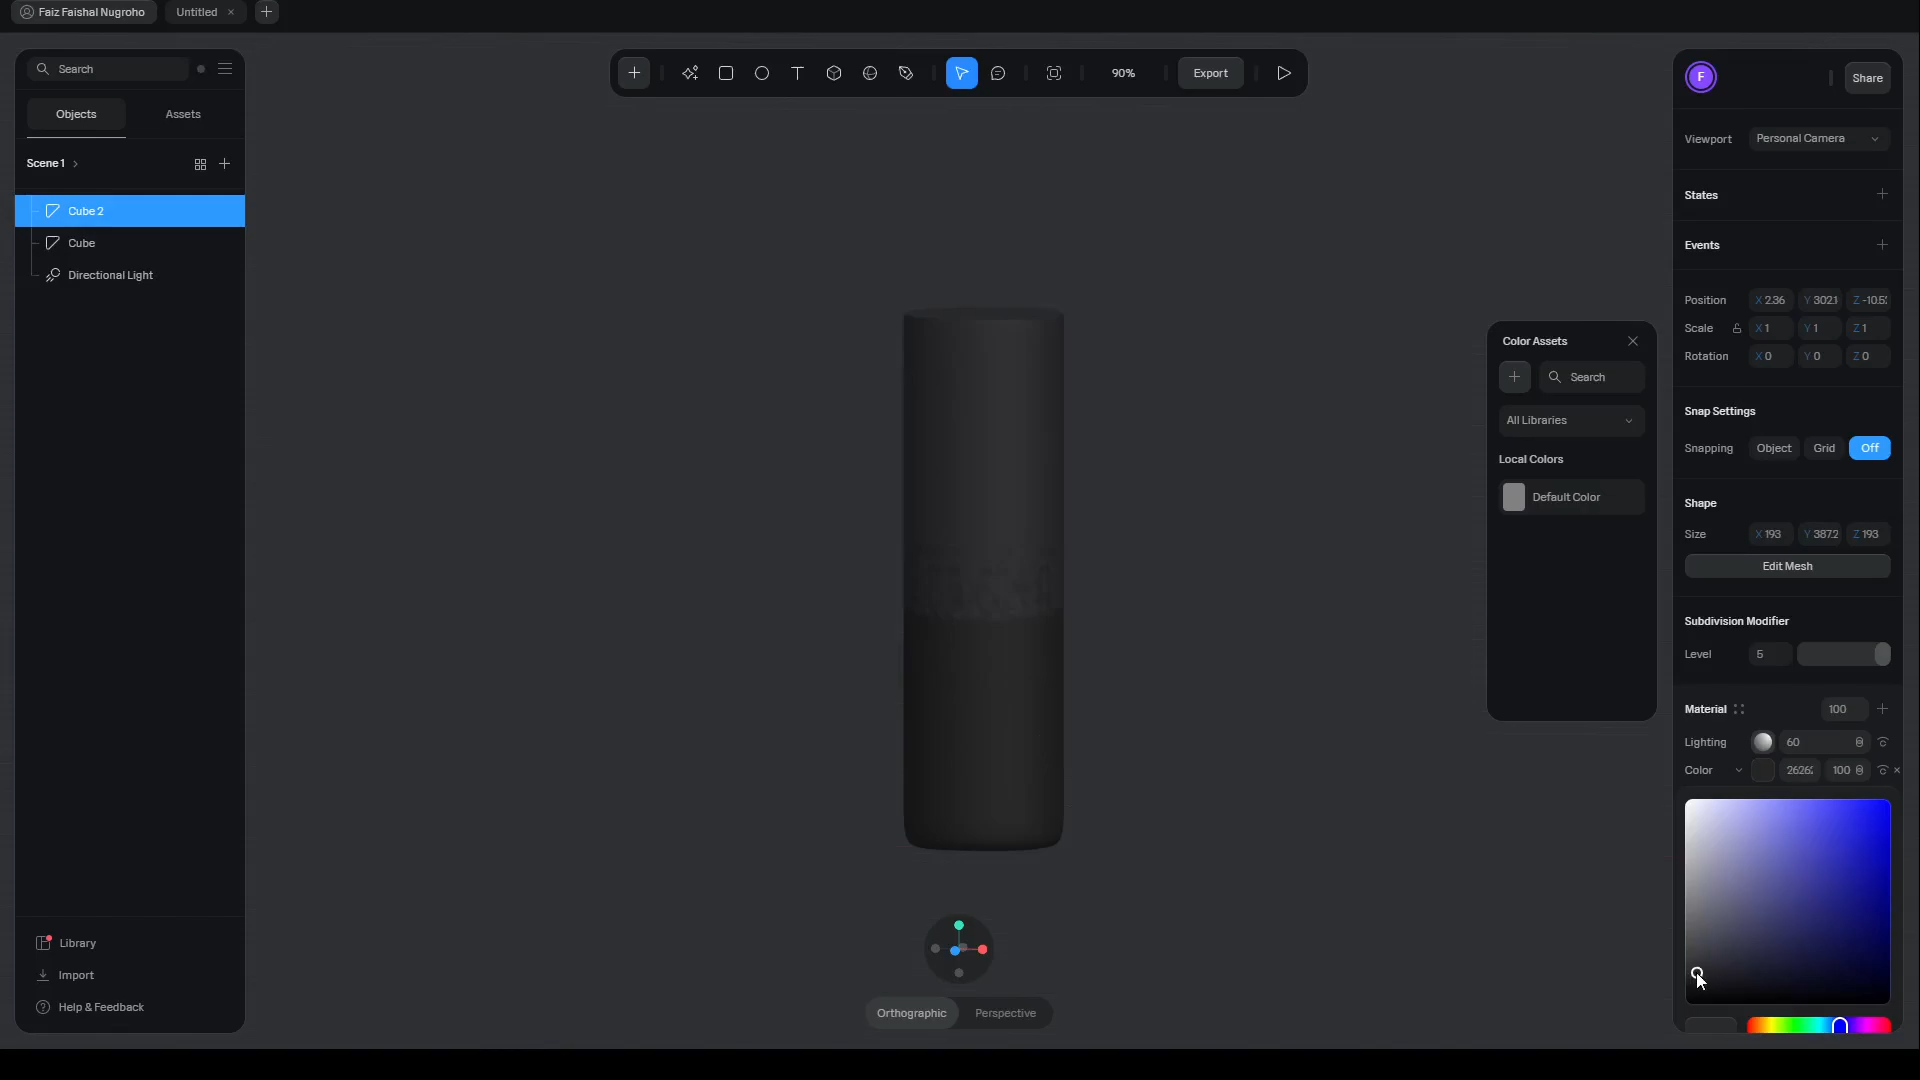 Faiz Faishal Nugroho
Untitled
Search
Objects Assets
Scene 1
Cube 2
Cube
Directional Light
Library
Import
Help & Feedback
90%
Export
Orthographic Perspective
Color Assets
Search
All Libraries
Local Colors
Default Color
F
Share
Viewport Personal Camera
States
Events
Position X 2.36 Y 302.1 Z -10.5
Scale X 1 Y 1 Z 1
Rotation X 0 Y 0 Z 0
Snap Settings
Snapping Object Grid Off
Shape
Size X 193 Y 387.2 Z 193
Edit Mesh
Subdivision Modifier
Level 5
Material 100
Lighting 60
Color 2626 100